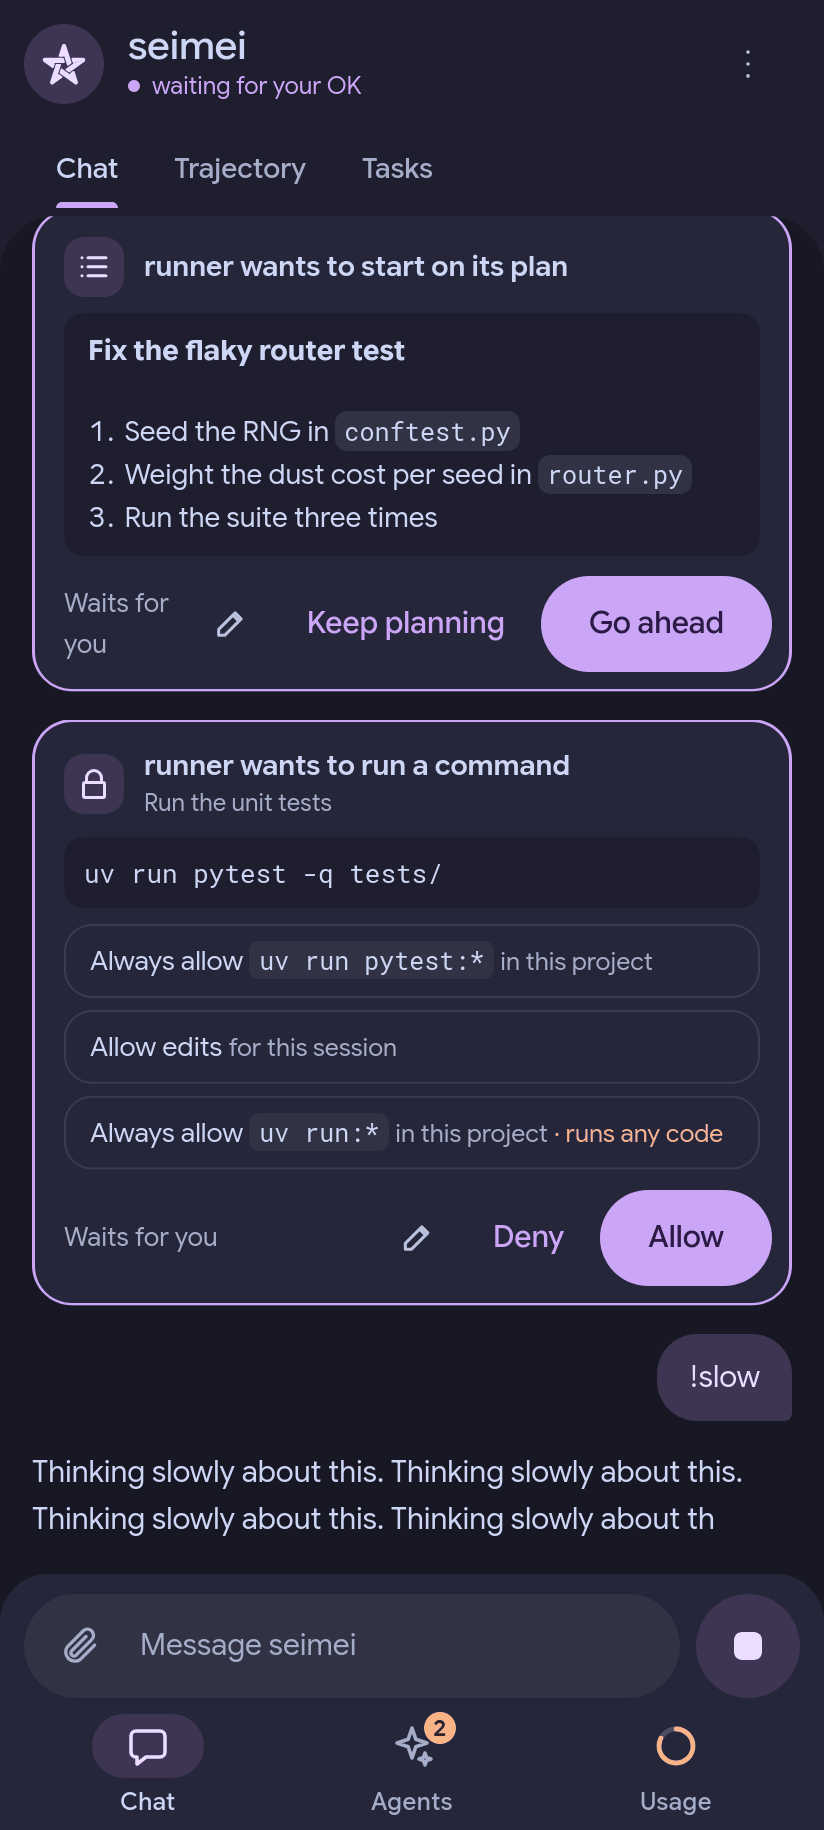 seimei
waiting for your OK
Chat
Trajectory
Tasks
runner wants to start on its plan
Fix the flaky router test
1. Seed the RNG in conftest.py
2. Weight the dust cost per seed in router.py
3. Run the suite three times
Waits for
you
Keep planning
Go ahead
runner wants to run a command
Run the unit tests
uv run pytest -q tests/
Always allow uv run pytest:* in this project
Allow edits for this session
Always allow uv run:* in this project · runs any code
Waits for you
Deny
Allow
!slow
Thinking slowly about this. Thinking slowly about this.
Thinking slowly about this. Thinking slowly about th
Message seimei
2
Chat
Agents
Usage